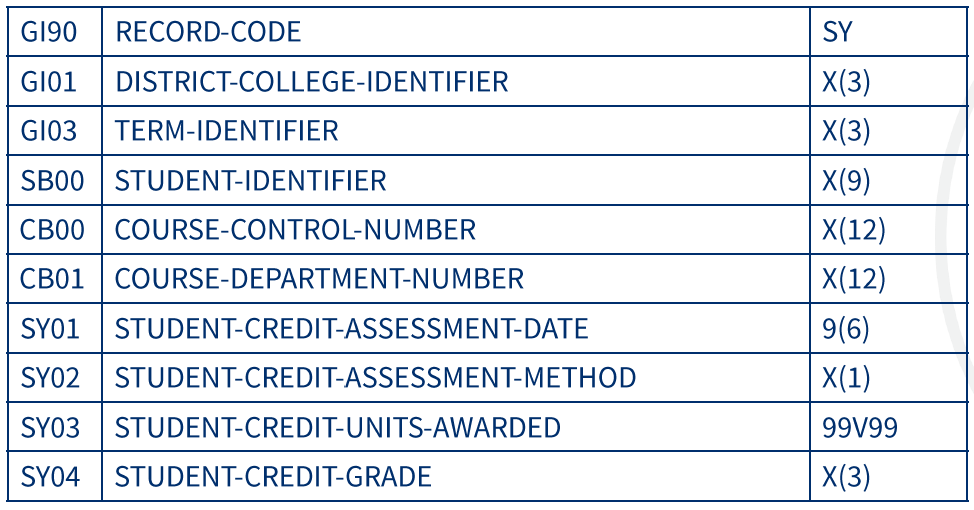 GI90 RECORD-CODE SY
GI01 DISTRICT-COLLEGE-IDENTIFIER X(3)
GI03 TERM-IDENTIFIER X(3)
SB00 STUDENT-IDENTIFIER X(9)
CB00 COURSE-CONTROL-NUMBER X(12)
CB01 COURSE-DEPARTMENT-NUMBER X(12)
SY01 STUDENT-CREDIT-ASSESSMENT-DATE 9(6)
SY02 STUDENT-CREDIT-ASSESSMENT-METHOD X(1)
SY03 STUDENT-CREDIT-UNITS-AWARDED 99V99
SY04 STUDENT-CREDIT-GRADE X(3)